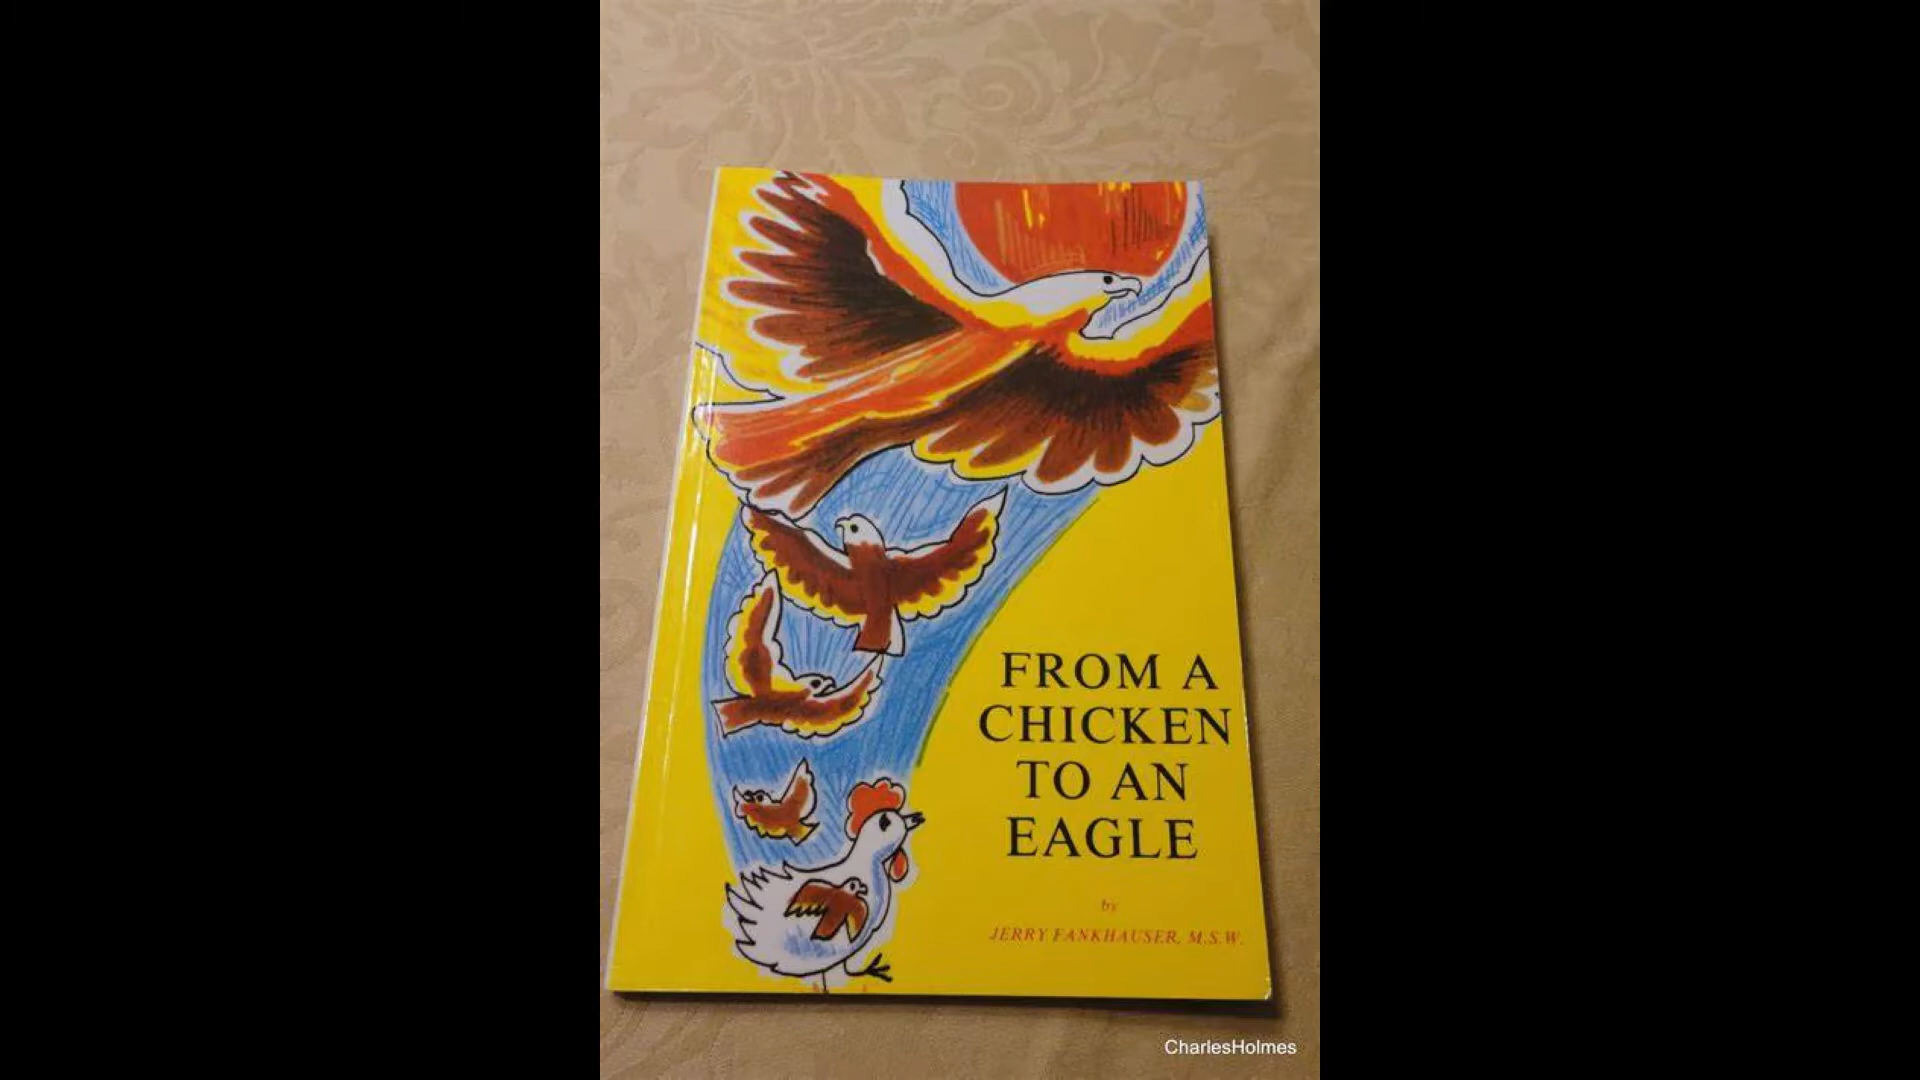 FROM A
CHICKEN
TO AN
EAGLE
by
JERRY FANKHAUSER, M.S.W.
CharlesHolmes